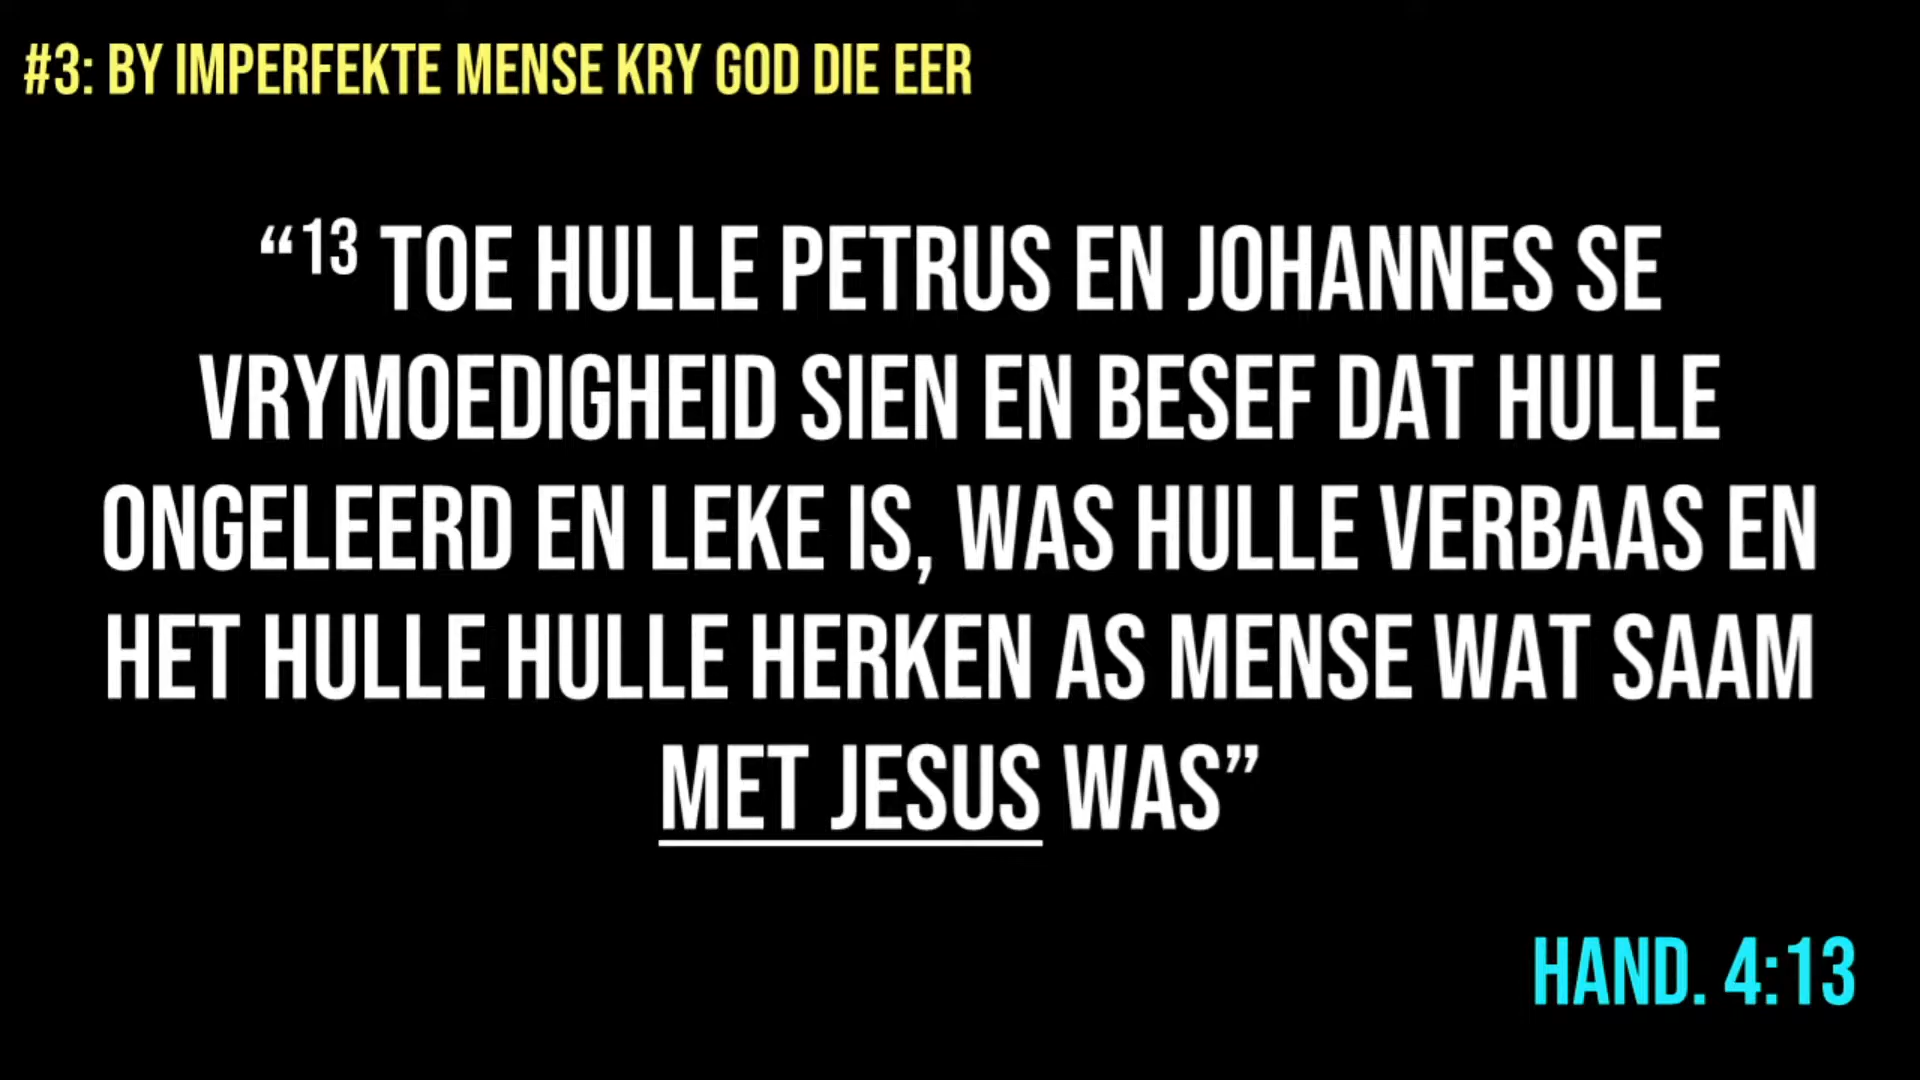 #3: BY IMPERFEKTE MENSE KRY GOD DIE EER
“13 TOE HULLE PETRUS EN JOHANNES SE
VRYMOEDIGHEID SIEN EN BESEF DAT HULLE
ONGELEERD EN LEKE IS, WAS HULLE VERBAAS EN
HET HULLE HULLE HERKEN AS MENSE WAT SAAM
MET JESUS WAS”
HAND. 4:13